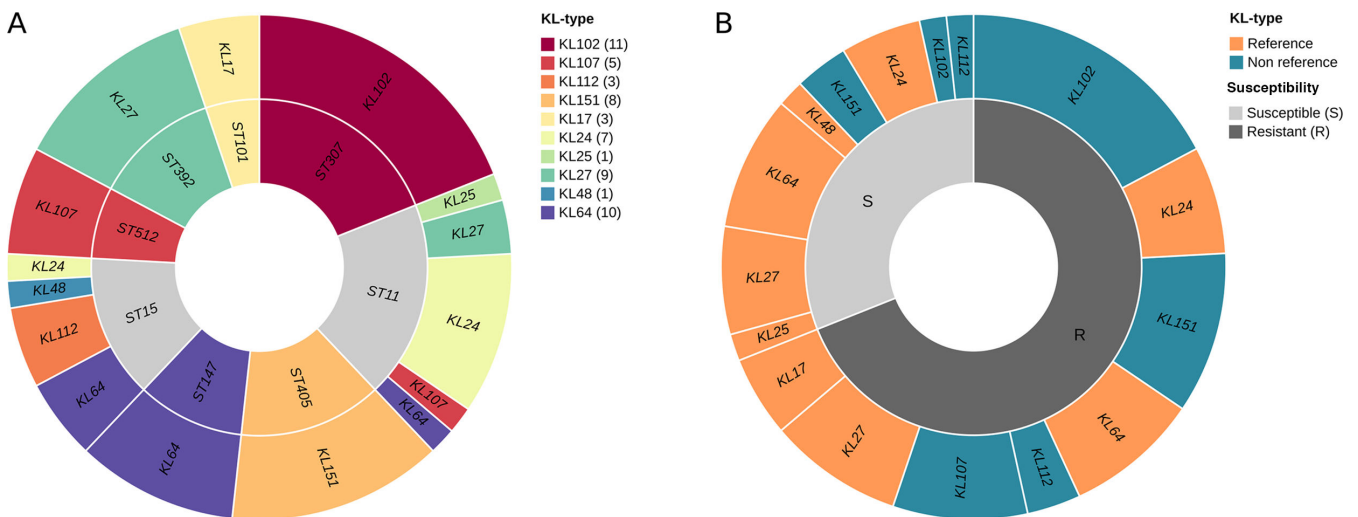 A
KL-type
KL102 (11)
KL107 (5)
KL112 (3)
KL151 (8)
KL17 (3)
KL24 (7)
KL25 (1)
KL27 (9)
KL48 (1)
KL64 (10)
KL102
KL25
KL27
KL24
KL107
KL64
KL151
KL64
KL64
KL112
KL48
KL24
KL107
KL27
KL17
ST307
ST11
ST405
ST147
ST15
ST512
ST392
ST101
B
KL-type
Reference
Non reference
Susceptibility
Susceptible (S)
Resistant (R)
KL102
KL24
KL151
KL64
KL112
KL107
KL27
KL17
KL25
KL27
KL64
KL48
KL151
KL24
KL102
KL112
S
R